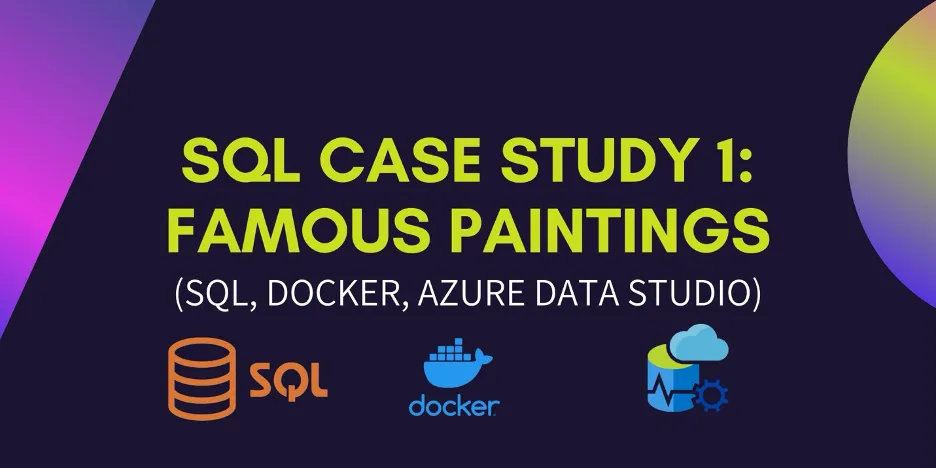 SQL CASE STUDY 1:
FAMOUS PAINTINGS
(SQL, DOCKER, AZURE DATA STUDIO)
SQL
docker